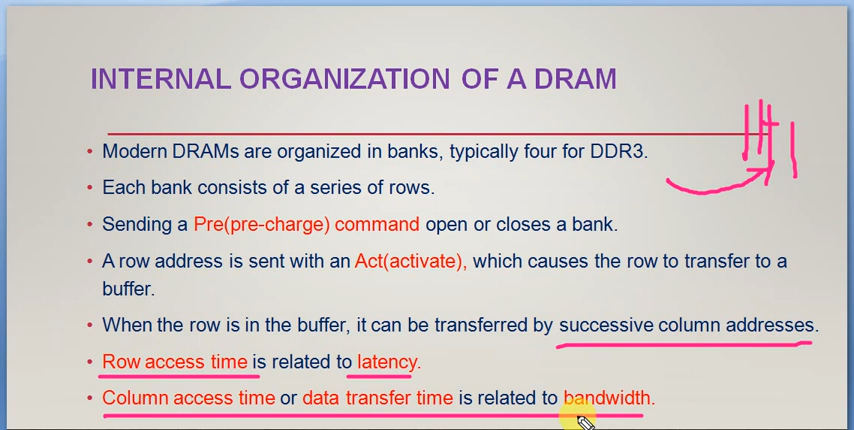 INTERNAL ORGANIZATION OF A DRAM
• Modern DRAMs are organized in banks, typically four for DDR3.
• Each bank consists of a series of rows.
• Sending a Pre(pre-charge) command open or closes a bank.
• A row address is sent with an Act(activate), which causes the row to transfer to a
buffer.
• When the row is in the buffer, it can be transferred by successive column addresses.
• Row access time is related to latency.
• Column access time or data transfer time is related to bandwidth.